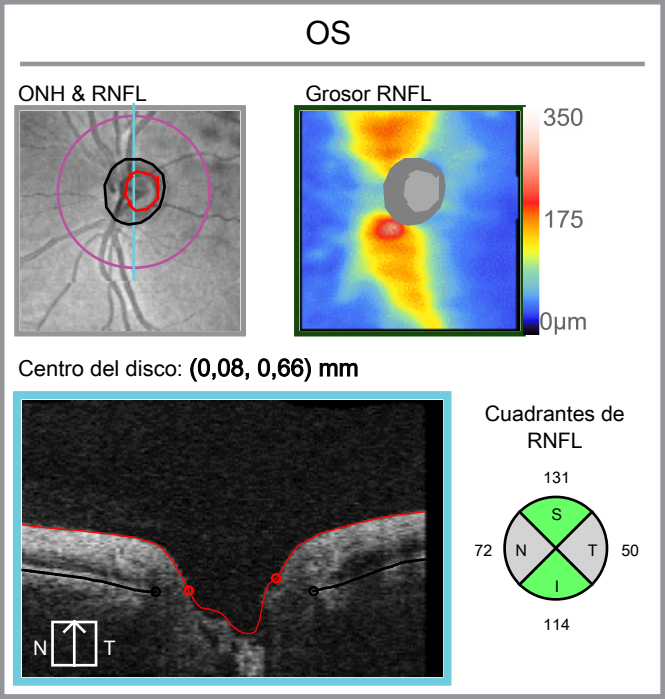 OS
ONH & RNFL
Grosor RNFL
350
175
0µm
Centro del disco: (0,08, 0,66) mm
Cuadrantes de
RNFL
131
S
72 N T 50
I
114
N T